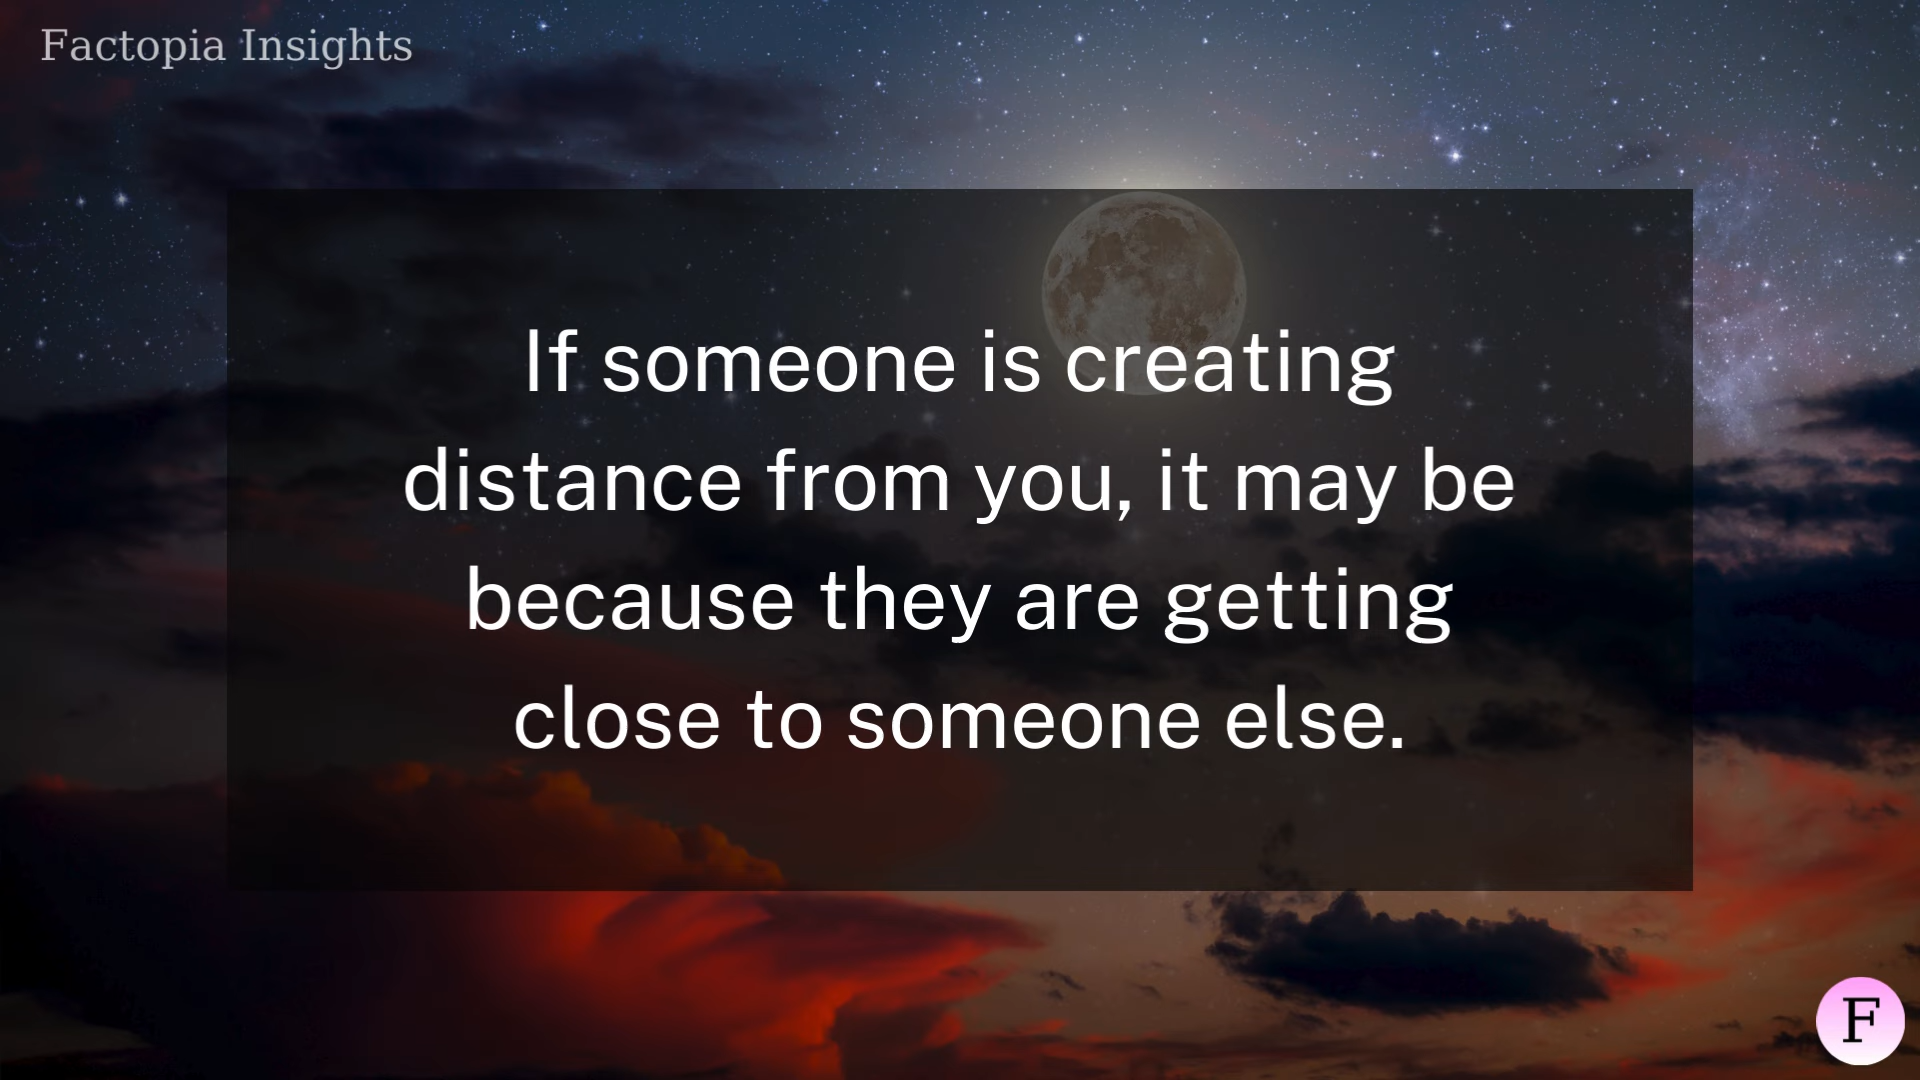 Factopia Insights
If someone is creating
distance from you, it may be
because they are getting
close to someone else.
F